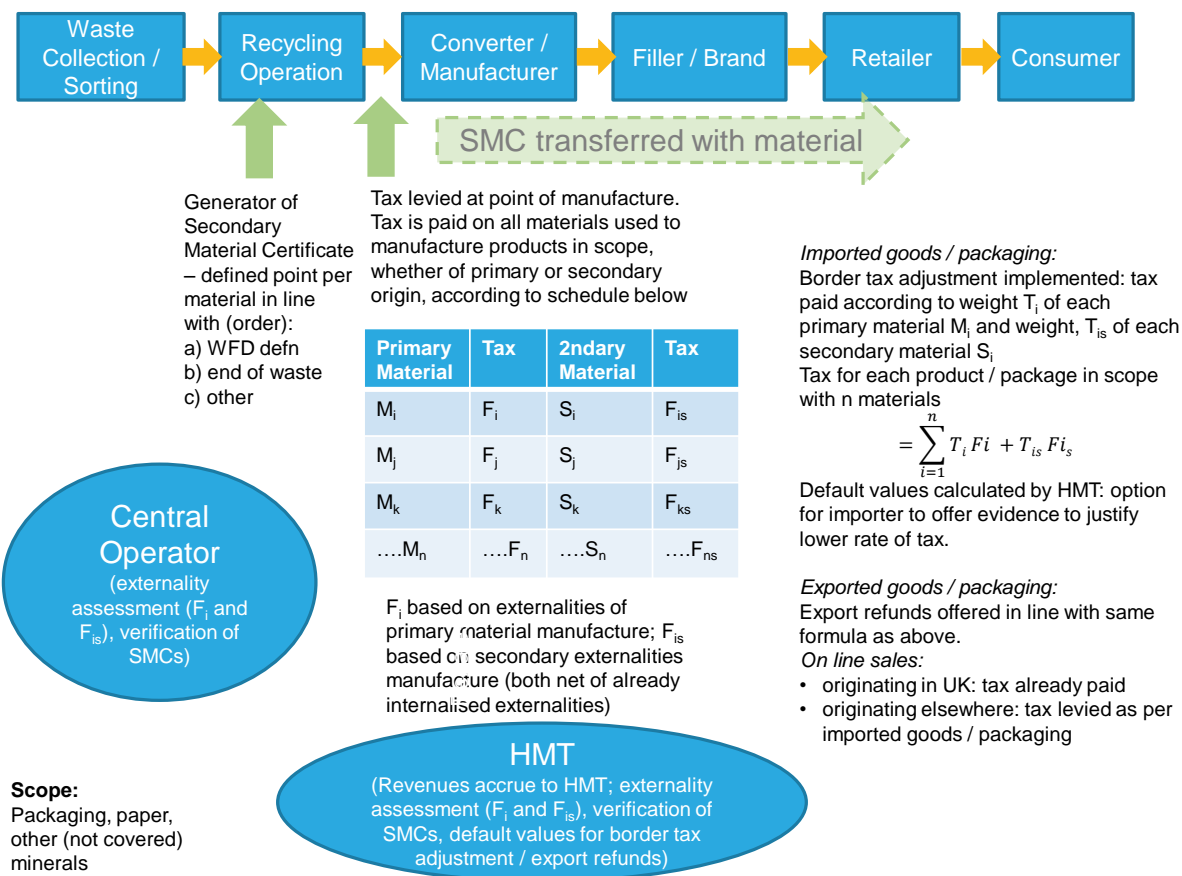 Waste
Collection /
Sorting
Recycling
Operation
Converter /
Manufacturer
Filler / Brand
Retailer
Consumer
SMC transferred with material
Generator of
Secondary
Material Certificate
– defined point per
material in line
with (order):
a) WFD defn
b) end of waste
c) other
Tax levied at point of manufacture.
Tax is paid on all materials used to
manufacture products in scope,
whether of primary or secondary
origin, according to schedule below
Primary Material Tax 2ndary Material Tax
Mi Fi Si Fis
Mj Fj Sj Fjs
Mk Fk Sk Fks
….Mn ….Fn ….Sn ….Fns
Fi based on externalities of
primary material manufacture; Fis
based on secondary externalities
manufacture (both net of already
internalised externalities)
Imported goods / packaging:
Border tax adjustment implemented: tax
paid according to weight Ti of each
primary material Mi and weight, Tis of each
secondary material Si
Tax for each product / package in scope
with n materials
= ∑ i=1 n Ti Fi + Tis Fis
Default values calculated by HMT: option
for importer to offer evidence to justify
lower rate of tax.
Exported goods / packaging:
Export refunds offered in line with same
formula as above.
On line sales:
• originating in UK: tax already paid
• originating elsewhere: tax levied as per
imported goods / packaging
Central
Operator
(externality
assessment (Fi and
Fis), verification of
SMCs)
HMT
(Revenues accrue to HMT; externality
assessment (Fi and Fis), verification of
SMCs, default values for border tax
adjustment / export refunds)
Scope:
Packaging, paper,
other (not covered)
minerals